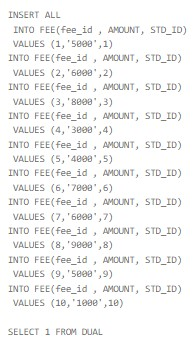 INSERT ALL
INTO FEE(fee_id , AMOUNT, STD_ID)
VALUES (1,'5000',1)
INTO FEE(fee_id , AMOUNT, STD_ID)
VALUES (2,'6000',2)
INTO FEE(fee_id , AMOUNT, STD_ID)
VALUES (3,'8000',3)
INTO FEE(fee_id , AMOUNT, STD_ID)
VALUES (4,'3000',4)
INTO FEE(fee_id , AMOUNT, STD_ID)
VALUES (5,'4000',5)
INTO FEE(fee_id , AMOUNT, STD_ID)
VALUES (6,'7000',6)
INTO FEE(fee_id , AMOUNT, STD_ID)
VALUES (7,'6000',7)
INTO FEE(fee_id , AMOUNT, STD_ID)
VALUES (8,'9000',8)
INTO FEE(fee_id , AMOUNT, STD_ID)
VALUES (9,'5000',9)
INTO FEE(fee_id , AMOUNT, STD_ID)
VALUES (10,'1000',10)
SELECT 1 FROM DUAL